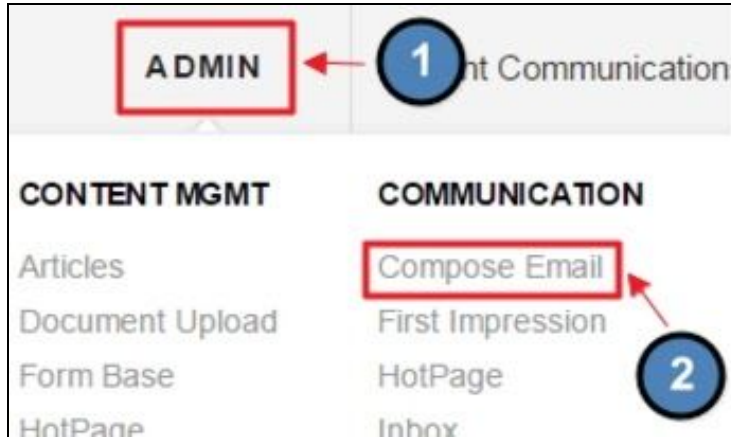 ADMIN
1
nt Communication
CONTENT MGMT
COMMUNICATION
Articles
Compose Email
Document Upload
First Impression
Form Base
HotPage
2
HotPage
Inbox